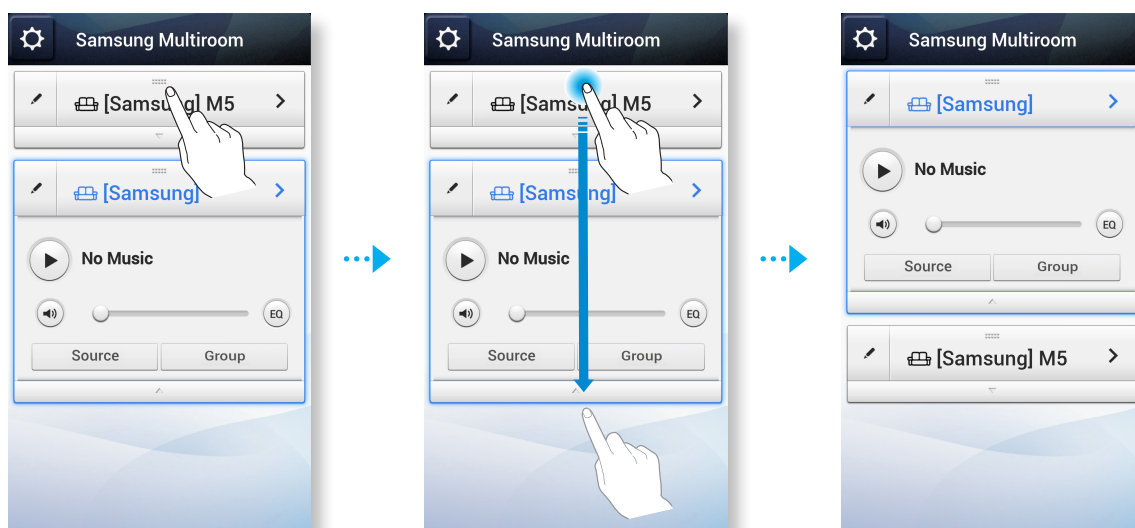 Samsung Multiroom
[Samsung] M5
[Samsung]
No Music
EQ
Source Group
Samsung Multiroom
[Samsung] M5
[Samsung]
No Music
EQ
Source Group
Samsung Multiroom
[Samsung]
No Music
EQ
Source Group
[Samsung] M5